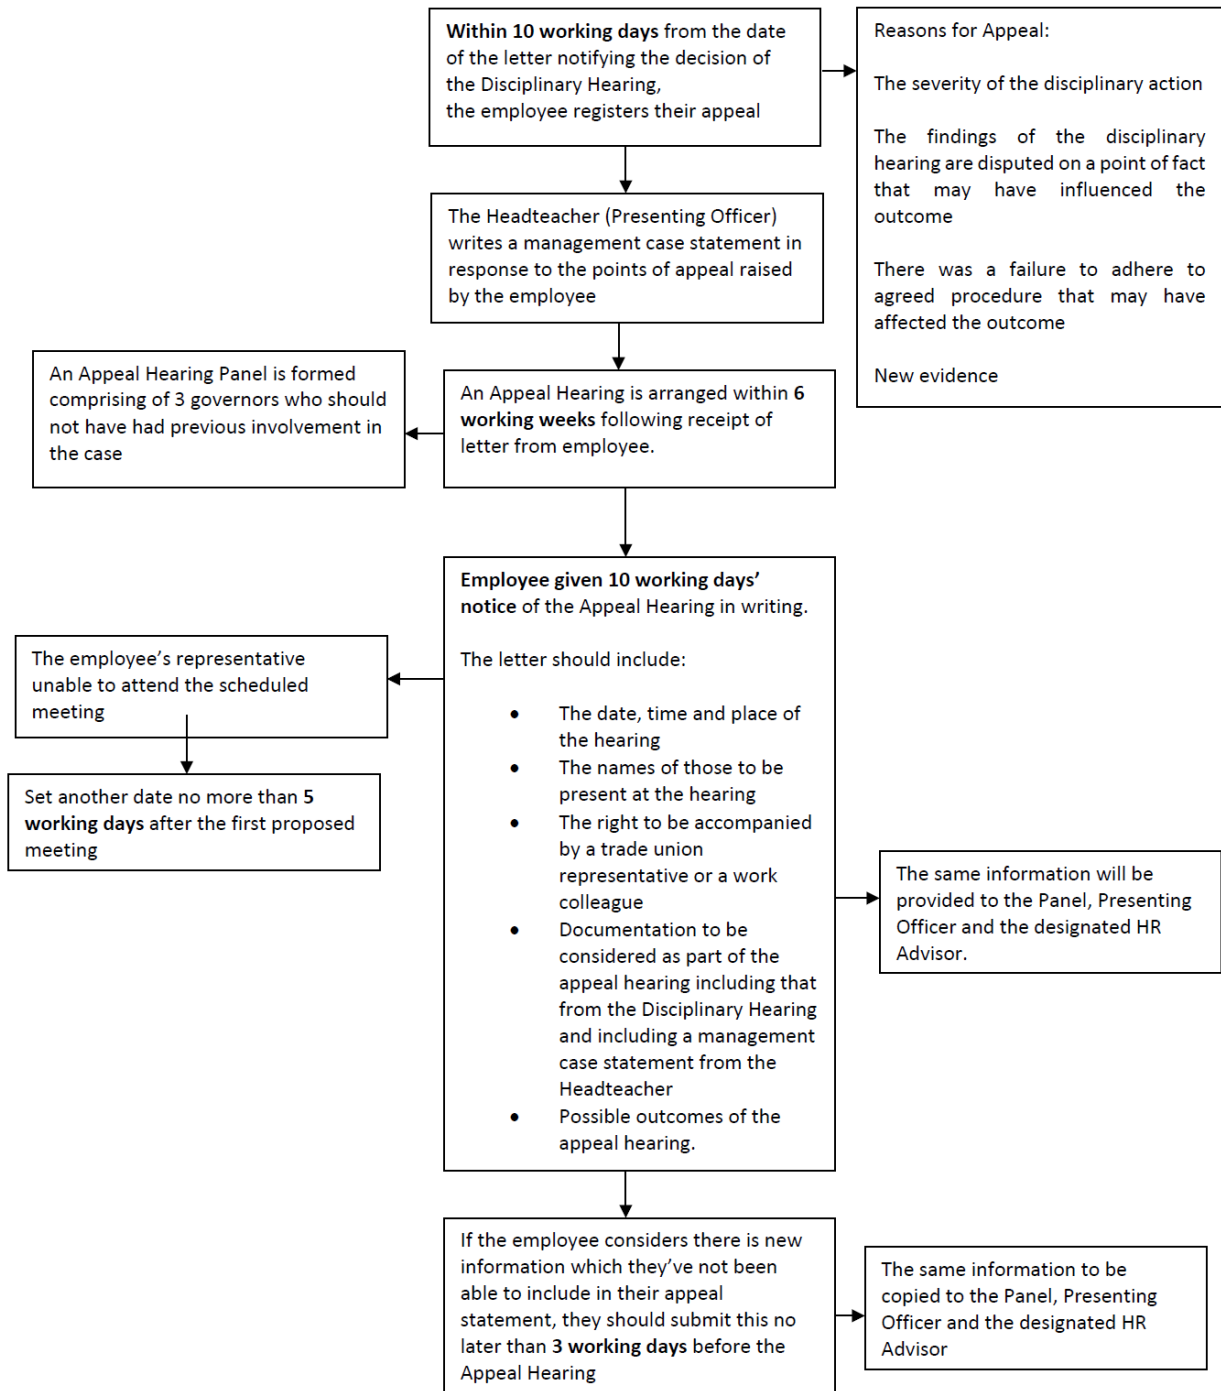 Within 10 working days from the date
of the letter notifying the decision of
the Disciplinary Hearing,
the employee registers their appeal
Reasons for Appeal:
The severity of the disciplinary action
The findings of the disciplinary
hearing are disputed on a point of fact
that may have influenced the
outcome
There was a failure to adhere to
agreed procedure that may have
affected the outcome
New evidence
The Headteacher (Presenting Officer)
writes a management case statement in
response to the points of appeal raised
by the employee
An Appeal Hearing Panel is formed
comprising of 3 governors who should
not have had previous involvement in
the case
An Appeal Hearing is arranged within 6
working weeks following receipt of
letter from employee.
Employee given 10 working days’
notice of the Appeal Hearing in writing.
The letter should include:
• The date, time and place of
the hearing
• The names of those to be
present at the hearing
• The right to be accompanied
by a trade union
representative or a work
colleague
• Documentation to be
considered as part of the
appeal hearing including that
from the Disciplinary Hearing
and including a management
case statement from the
Headteacher
• Possible outcomes of the
appeal hearing.
The employee’s representative
unable to attend the scheduled
meeting
Set another date no more than 5
working days after the first proposed
meeting
The same information will be
provided to the Panel, Presenting
Officer and the designated HR
Advisor.
If the employee considers there is new
information which they’ve not been
able to include in their appeal
statement, they should submit this no
later than 3 working days before the
Appeal Hearing
The same information to be
copied to the Panel, Presenting
Officer and the designated HR
Advisor